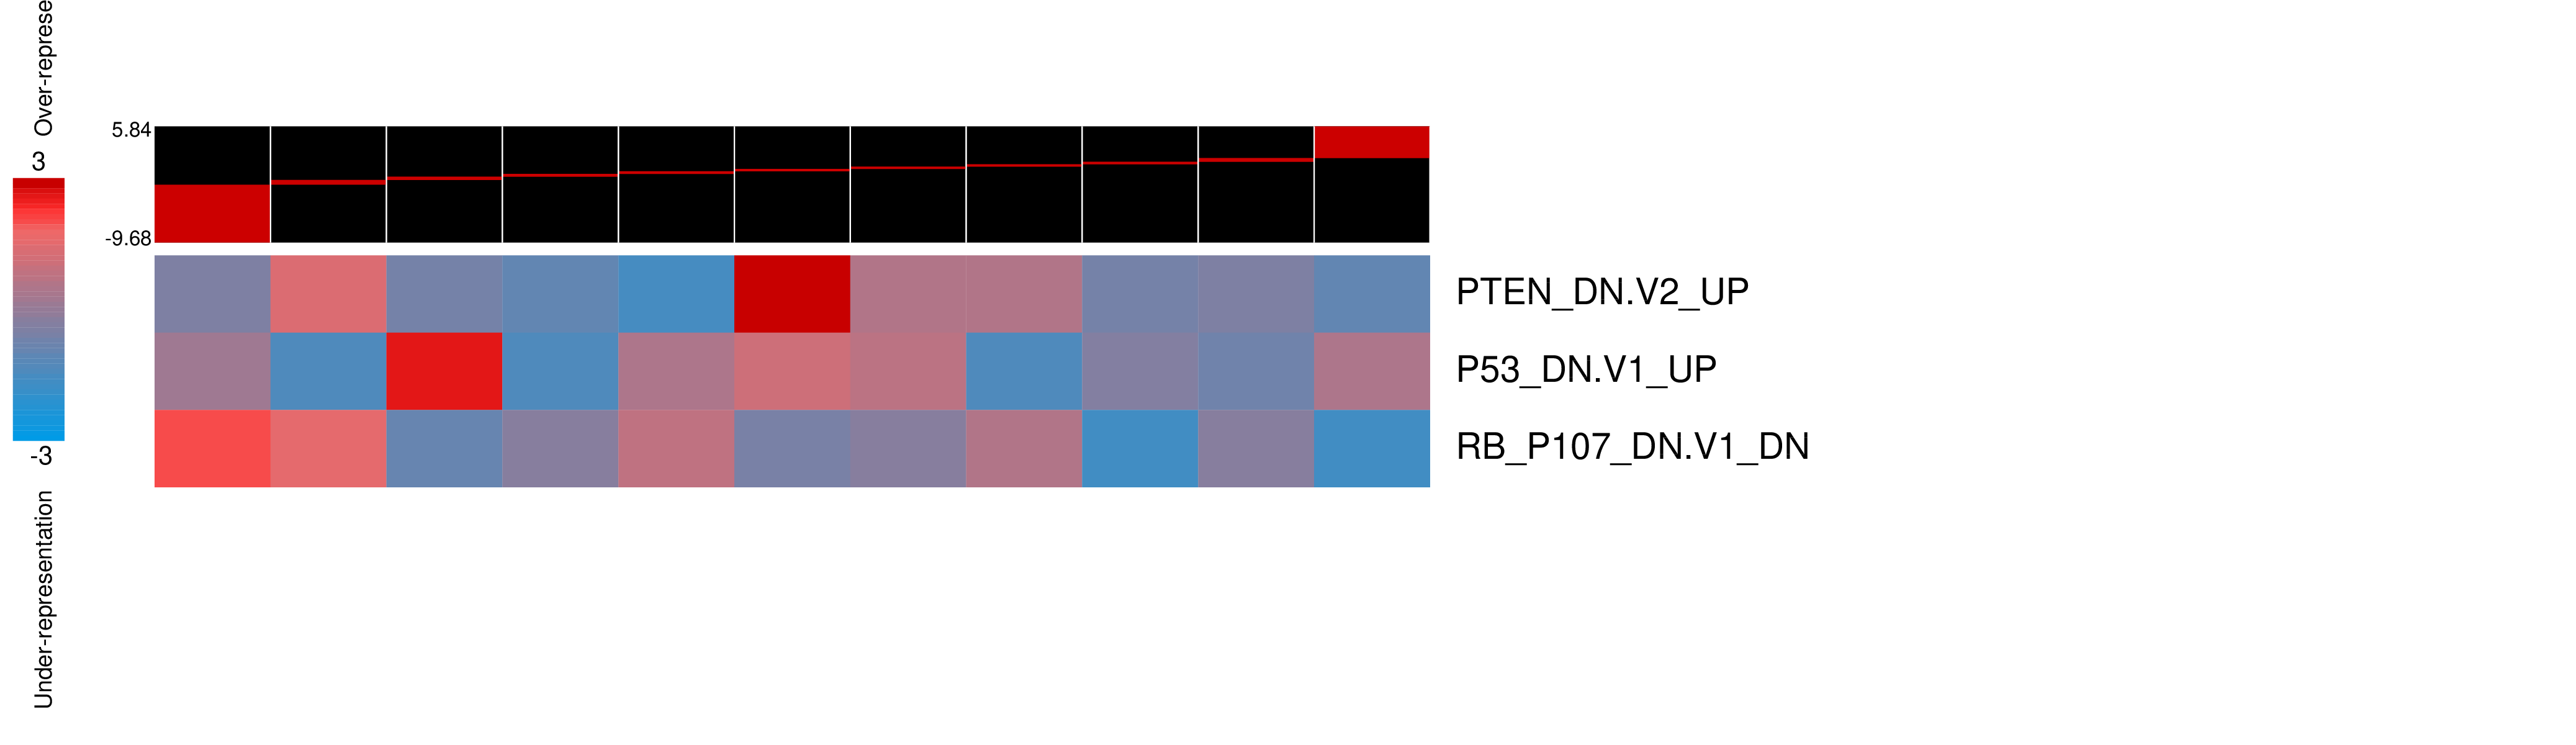 Over-represe
3
-3
Under-representation
5.84
-9.68
PTEN_DN.V2_UP
P53_DN.V1_UP
RB_P107_DN.V1_DN